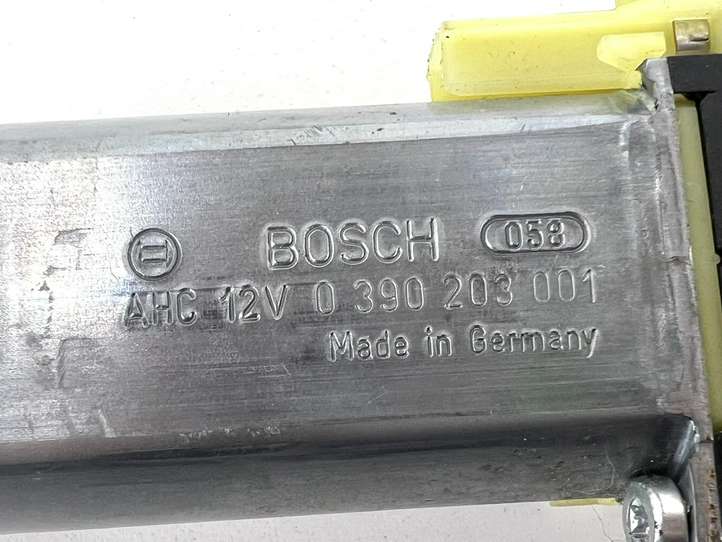 BOSCH 058
AHC 12V 0 390 203 001
Made in Germany